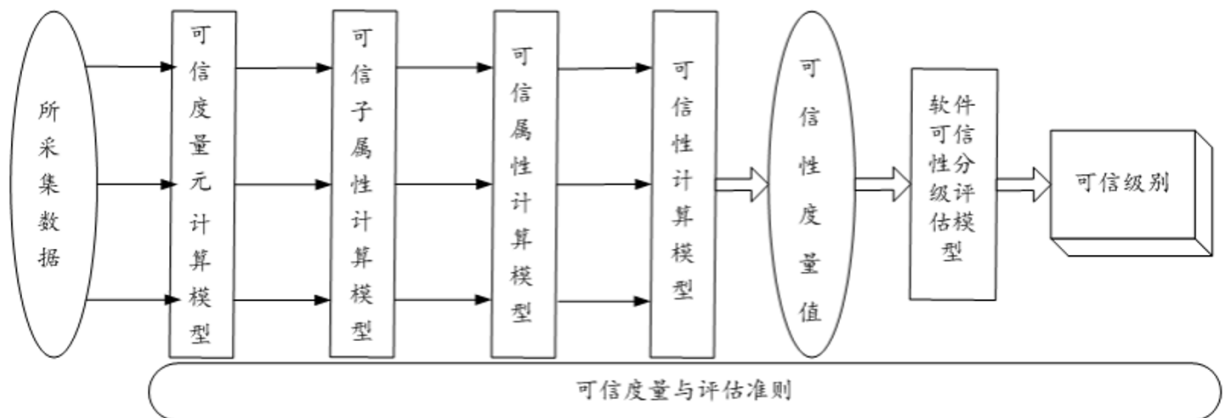 所采集数据
可信度量元计算模型
可信子属性计算模型
可信属性计算模型
可信性计算模型
可信性度量值
软件
可信
性分
级评
估模
型
可信级别
可信度量与评估准则